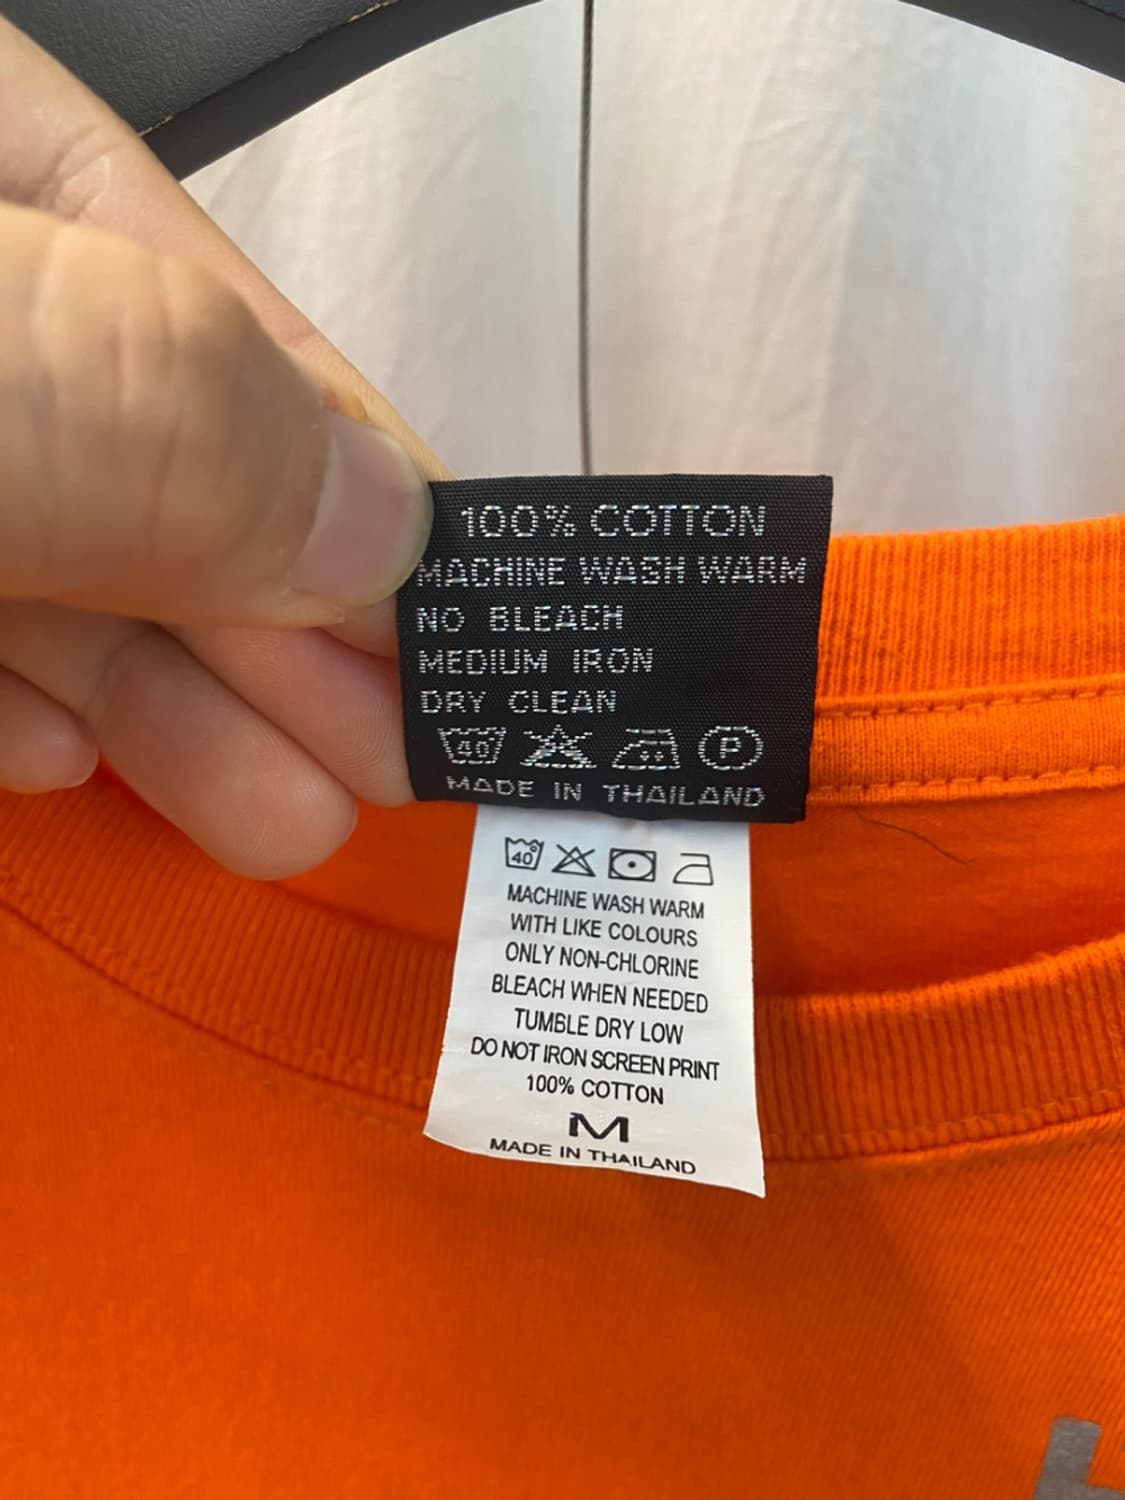 100% COTTON
MACHINE WASH WARM
NO BLEACH
MEDIUM IRON
DRY CLEAN
40 P
MADE IN THAILAND
40
MACHINE WASH WARM
WITH LIKE COLOURS
ONLY NON-CHLORINE
BLEACH WHEN NEEDED
TUMBLE DRY LOW
DO NOT IRON SCREEN PRINT
100% COTTON
M
MADE IN THAILAND